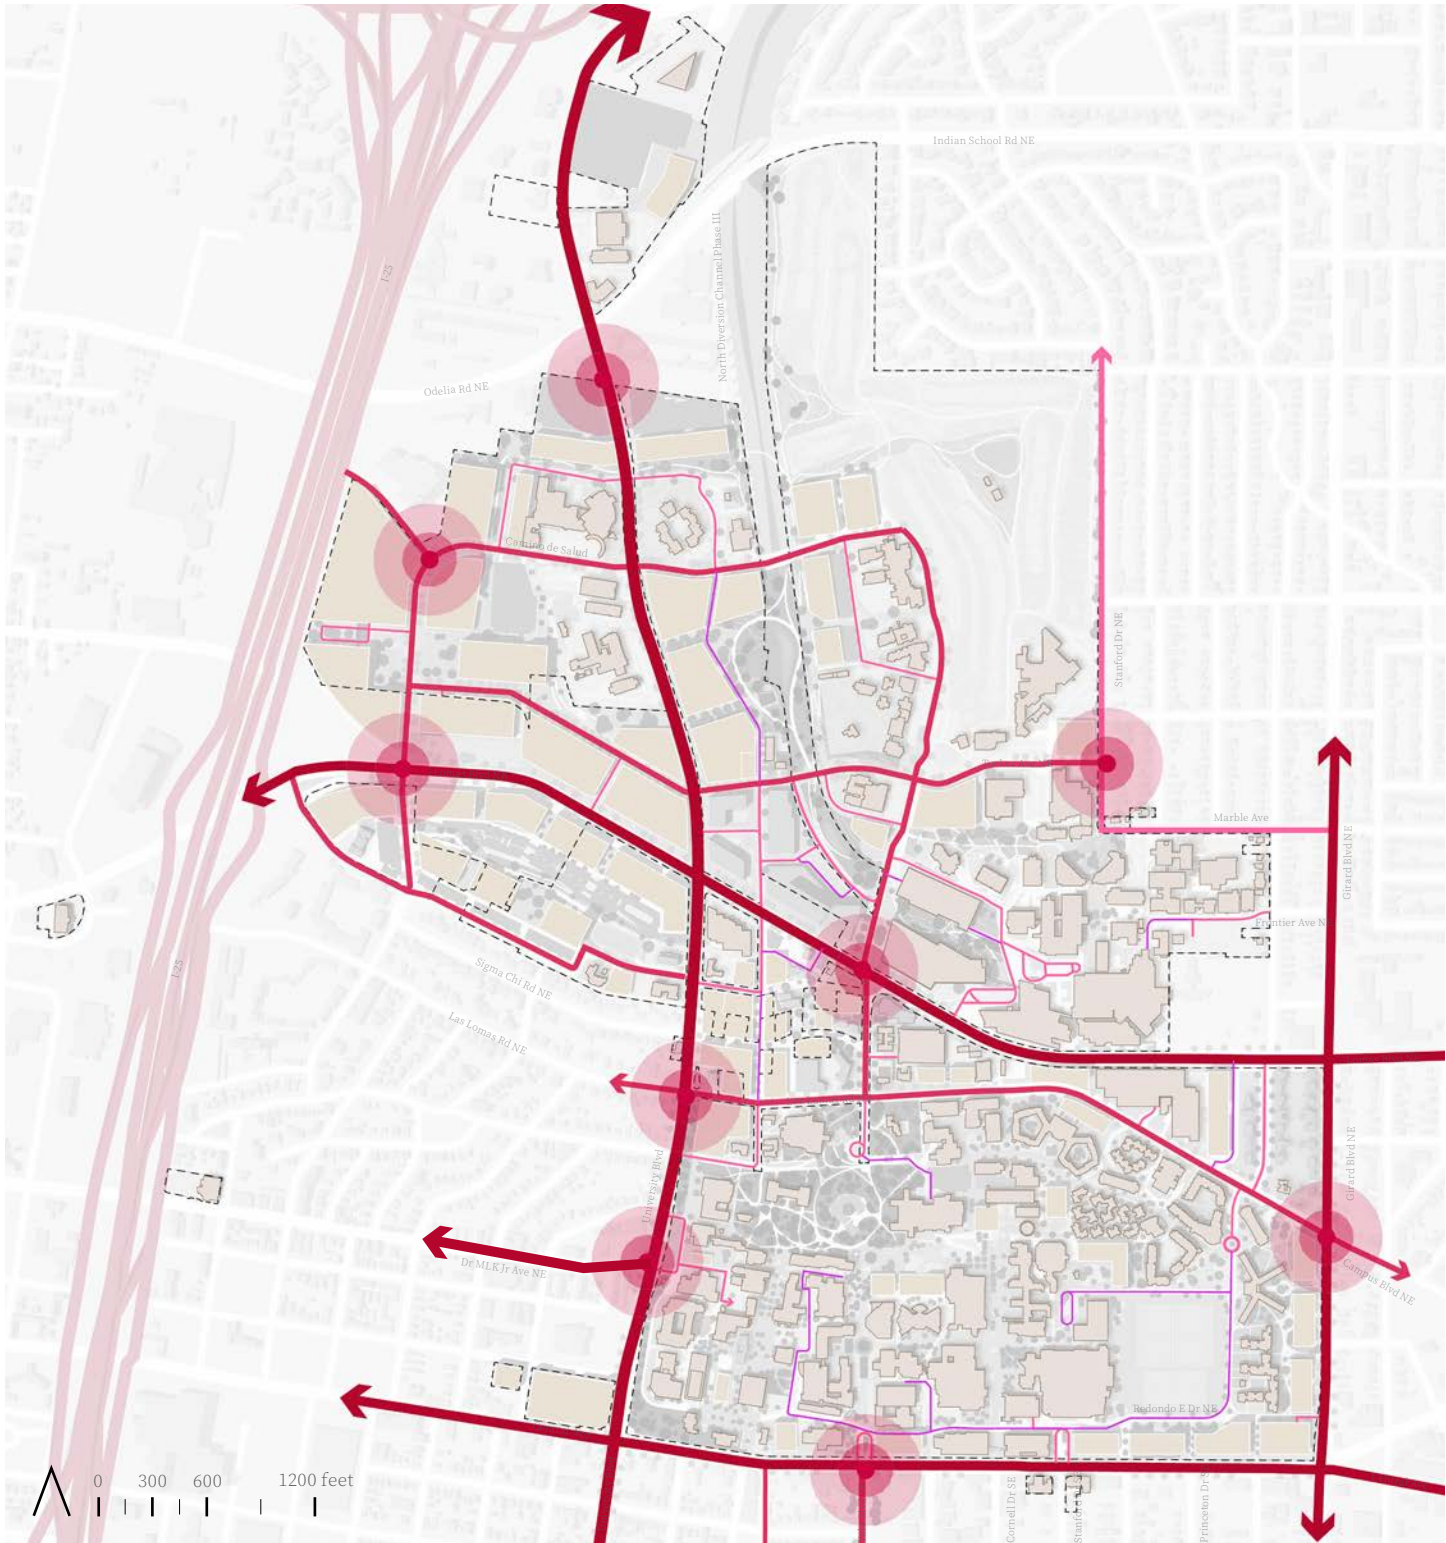 Indian School Rd NE
I-25
North Diversion Channel Phase III
Odelia Rd NE
Camino de Salud
Stanford Dr NE
Marble Ave
Girard Blvd NE
Frontier Ave N
I-25
Sigma Chi Rd NE
Las Lomas Rd NE
University Blvd
Girard Blvd NE
Dr MLK Jr Ave NE
Campus Blvd NE
Redondo E Dr NE
0 300 600 1200 feet
Cornell Dr SE
Princeton Dr S